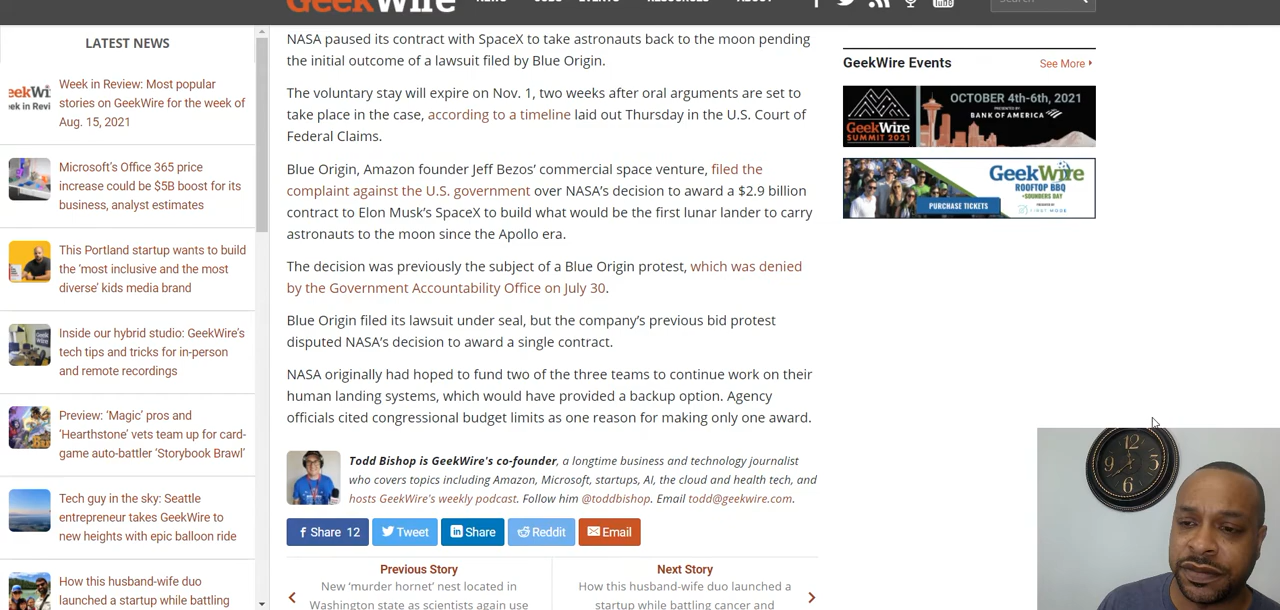 GeekWire
NEWS JOBS EVENTS RESOURCES ABOUT
Search
LATEST NEWS
Week in Review: Most popular
stories on GeekWire for the week of
Aug. 15, 2021
Microsoft's Office 365 price
increase could be $5B boost for its
business, analyst estimates
This Portland startup wants to build
the 'most inclusive and the most
diverse' kids media brand
Inside our hybrid studio: GeekWire's
tech tips and tricks for in-person
and remote recordings
Preview: 'Magic' pros and
'Hearthstone' vets team up for card-
game auto-battler 'Storybook Brawl'
Tech guy in the sky: Seattle
entrepreneur takes GeekWire to
new heights with epic balloon ride
How this husband-wife duo
launched a startup while battling
NASA paused its contract with SpaceX to take astronauts back to the moon pending
the initial outcome of a lawsuit filed by Blue Origin.
The voluntary stay will expire on Nov. 1, two weeks after oral arguments are set to
take place in the case, according to a timeline laid out Thursday in the U.S. Court of
Federal Claims.
Blue Origin, Amazon founder Jeff Bezos' commercial space venture, filed the
complaint against the U.S. government over NASA's decision to award a $2.9 billion
contract to Elon Musk's SpaceX to build what would be the first lunar lander to carry
astronauts to the moon since the Apollo era.
The decision was previously the subject of a Blue Origin protest, which was denied
by the Government Accountability Office on July 30.
Blue Origin filed its lawsuit under seal, but the company's previous bid protest
disputed NASA's decision to award a single contract.
NASA originally had hoped to fund two of the three teams to continue work on their
human landing systems, which would have provided a backup option. Agency
officials cited congressional budget limits as one reason for making only one award.
Todd Bishop is GeekWire's co-founder, a longtime business and technology journalist
who covers topics including Amazon, Microsoft, startups, AI, the cloud and health tech, and
hosts GeekWire's weekly podcast. Follow him @toddbishop. Email todd@geekwire.com.
Share 12 Tweet Share Reddit Email
Previous Story
New 'murder hornet' nest located in
Washington state as scientists again use
Next Story
How this husband-wife duo launched a
startup while battling cancer and
GeekWire Events
See More
GeekWire
SUMMIT 2021
OCTOBER 4th-6th, 2021
PRESENTED BY
BANK OF AMERICA
GeekWire
ROOFTOP BBQ
PURCHASE TICKETS
12
3
6
9